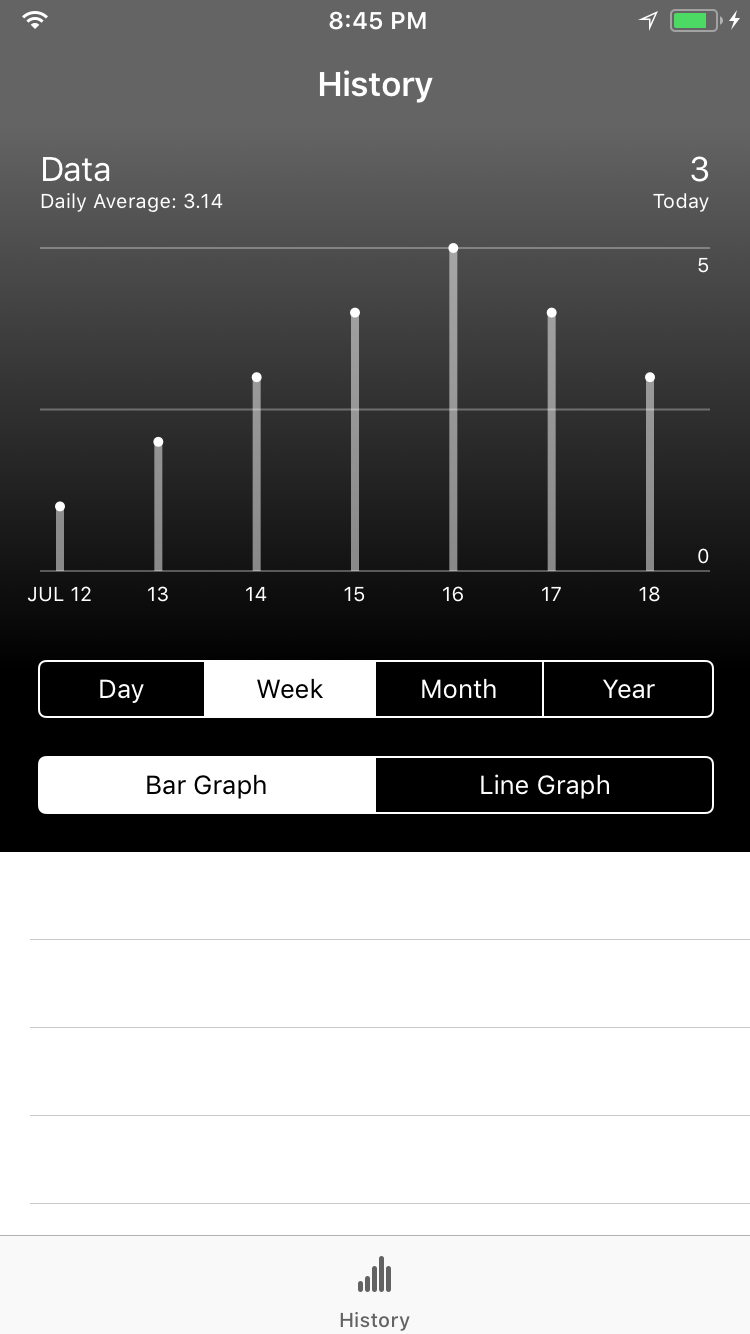 8:45 PM
History
Data
3
Daily Average: 3.14
Today
5
0
JUL 12 13 14 15 16 17 18
Day Week Month Year
Bar Graph Line Graph
History